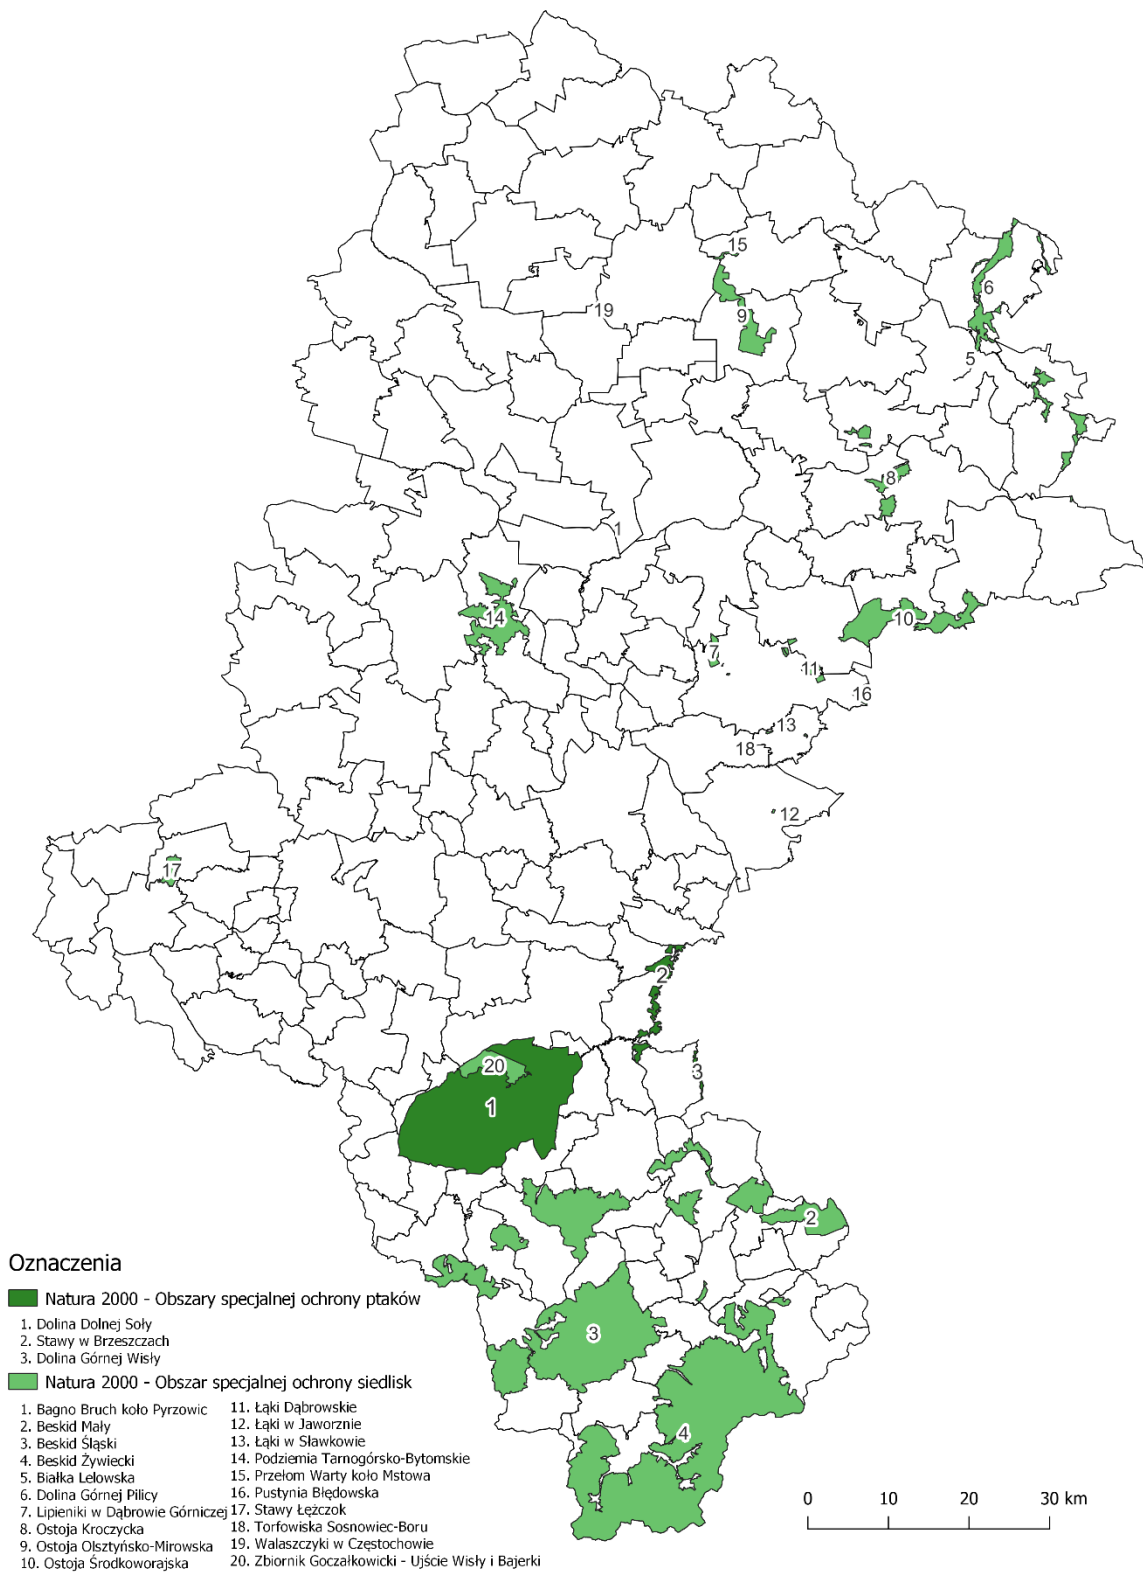 15
6
19
9
5
8
1
14
10
7
11
16
13
18
12
17
2
20
3
1
2
3
4
Oznaczenia
Natura 2000 - Obszary specjalnej ochrony ptaków
1. Dolina Dolnej Soły
2. Stawy w Brzeszczach
3. Dolina Górnej Wisły
Natura 2000 - Obszar specjalnej ochrony siedlisk
1. Bagno Bruch koło Pyrzowic
2. Beskid Mały
3. Beskid Śląski
4. Beskid Żywiecki
5. Białka Lelowska
6. Dolina Górnej Pilicy
7. Lipieniki w Dąbrowie Górniczej
8. Ostoja Kroczycka
9. Ostoja Olsztyńsko-Mirowska
10. Ostoja Środkoworajska
11. Łąki Dąbrowskie
12. Łąki w Jaworznie
13. Łąki w Sławkowie
14. Podziemia Tarnogórsko-Bytomskie
15. Przełom Warty koło Mstowa
16. Pustynia Błędowska
17. Stawy Łężczok
18. Torfowiska Sosnowiec-Boru
19. Walaszczyki w Częstochowie
20. Zbiornik Goczałkowicki - Ujście Wisły i Bajerki
0 10 20 30 km